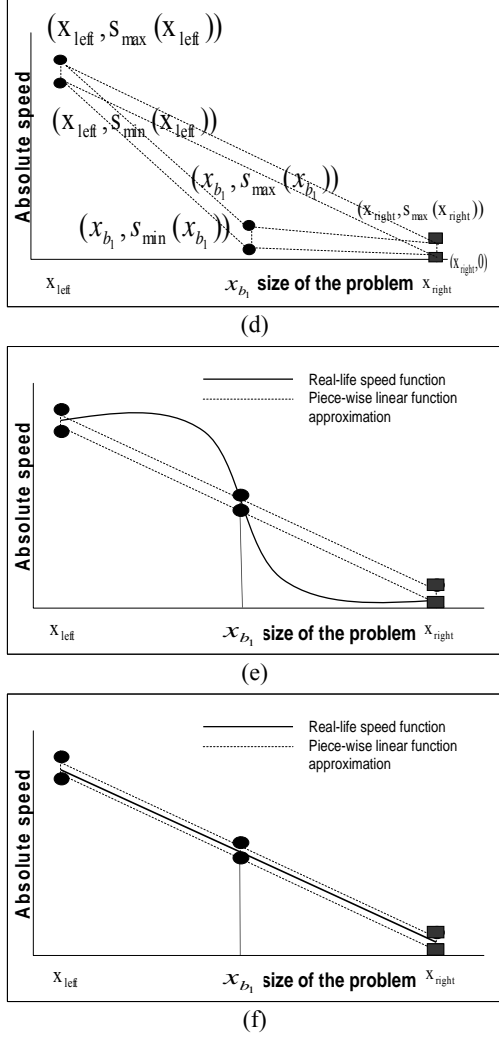 (x_left, s_max (x_left))
(x_left, s_min (x_left))
(x_b1, s_max (x_b1))
(x_right, s_max (x_right))
(x_b1, s_min (x_b1))
(x_right, 0)
Absolute speed
x_left
x_b1 size of the problem x_right
(d)
Real-life speed function
Piece-wise linear function
approximation
Absolute speed
x_left
x_b1 size of the problem x_right
(e)
Real-life speed function
Piece-wise linear function
approximation
Absolute speed
x_left
x_b1 size of the problem x_right
(f)